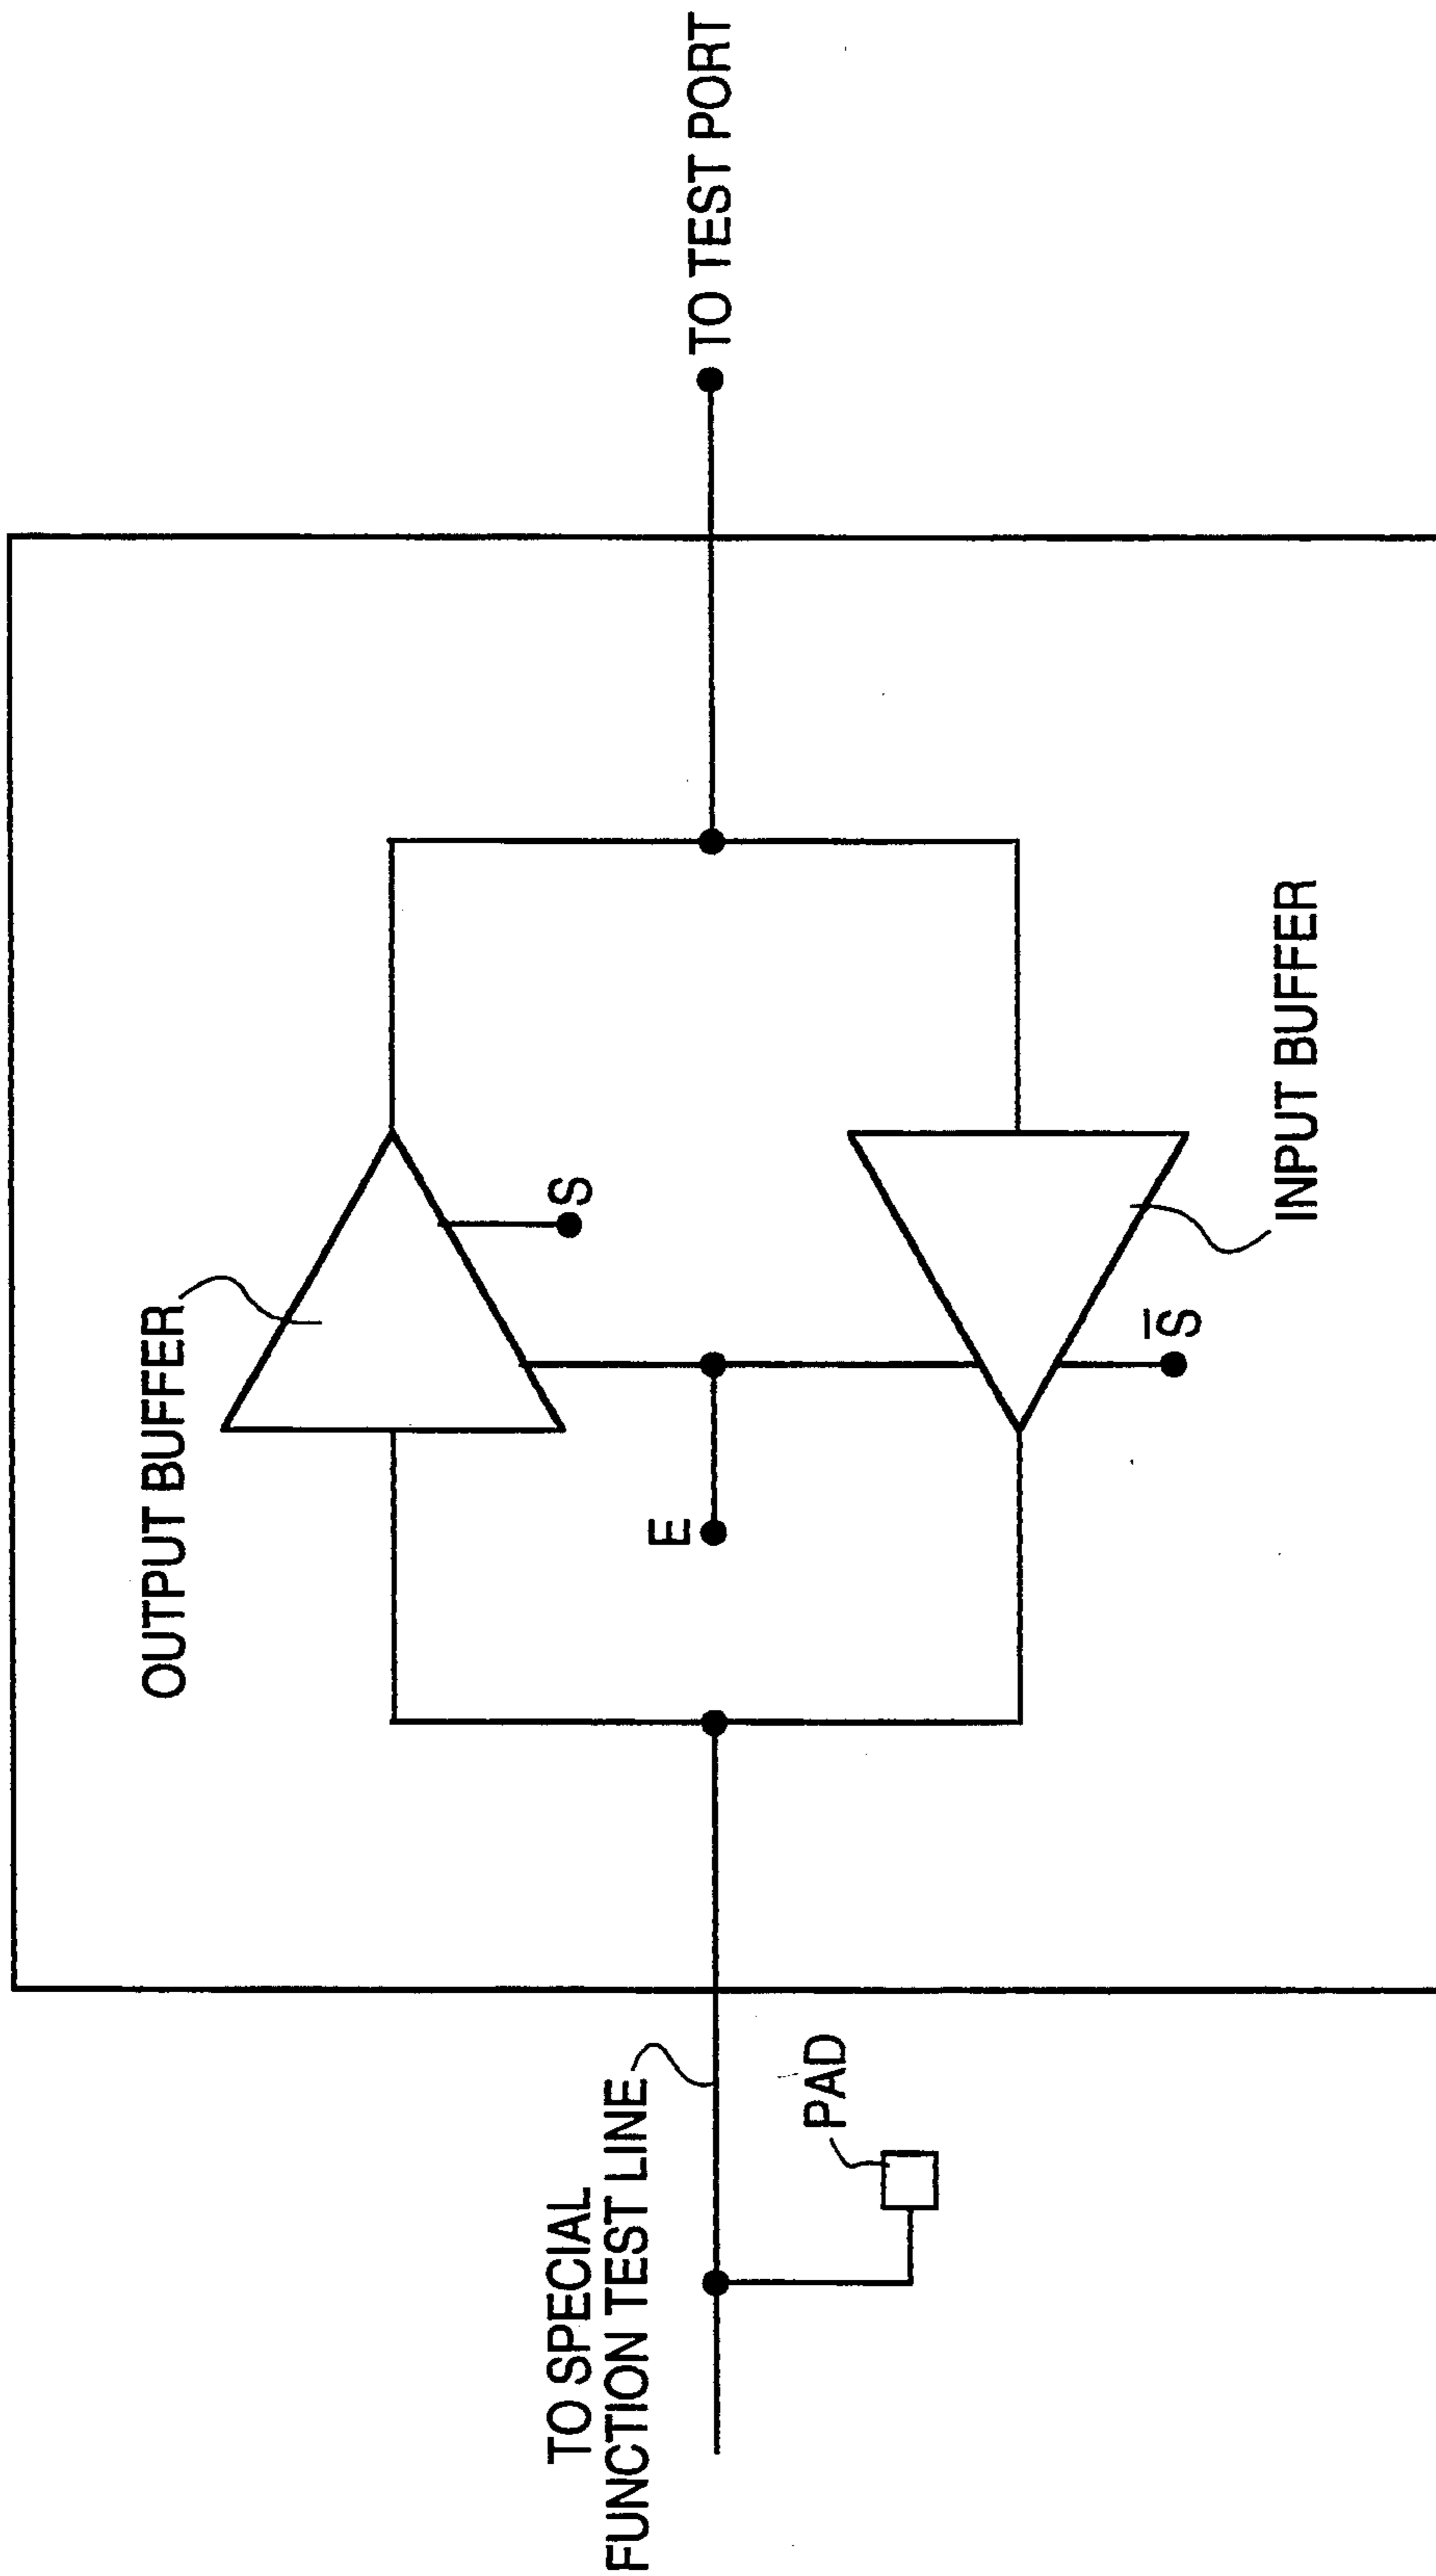 OUTPUT BUFFER
TO SPECIAL
FUNCTION TEST LINE
E
S
TO TEST PORT
PAD
S̅
INPUT BUFFER